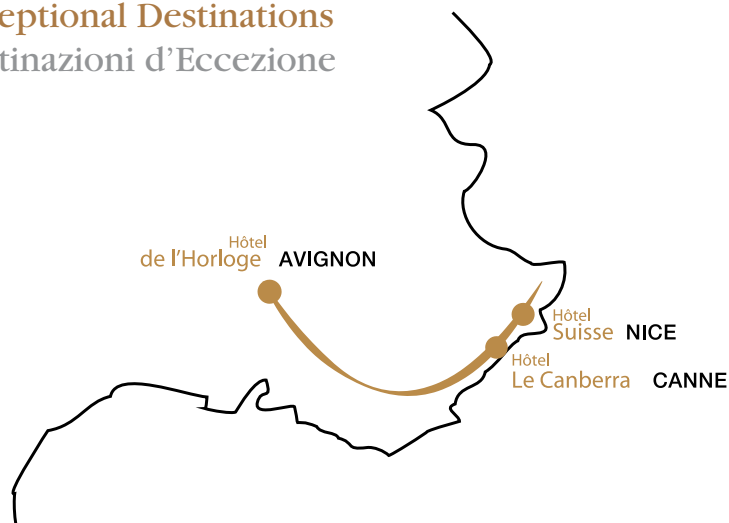 eptional Destinations
tinazioni d’Eccezione
Hôtel
de l’Horloge AVIGNON
Hôtel
Suisse NICE
Hôtel
Le Canberra CANNE